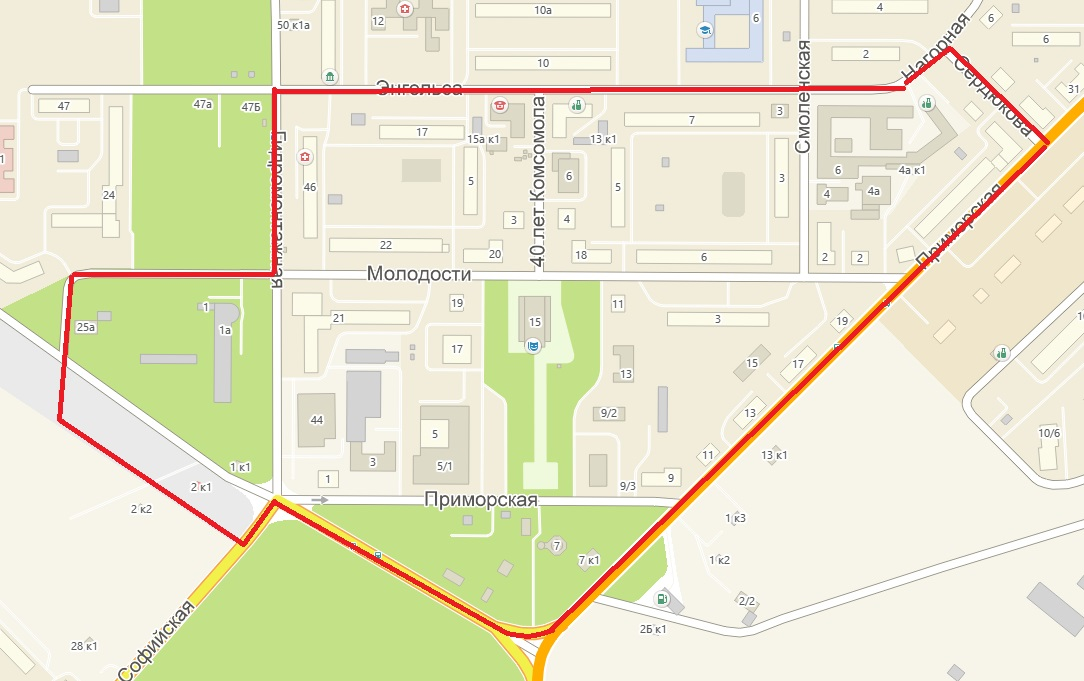 50 к1а
12
10а
6
4
6
10
2
6
Нагорная
Энгельса
Сердюкова
31
47
47а
47Б
17
15а к1
13 к1
7
3
Смоленская
1
Гидромонтажная
46
5
6
5
3
6
4а к1
4а
4
24
3
4
40 лет Комсомола
Приморская
22
20
18
6
2
2
Молодости
1
19
11
25а
1а
21
15
3
19
17
13
15
17
44
5
9/2
13
10/6
3
5/1
11
13 к1
1 к1
1
9/3
9
2 к1
Приморская
2 к2
1 к3
7
7 к1
1 к2
2/2
Софийская
2Б к1
28 к1